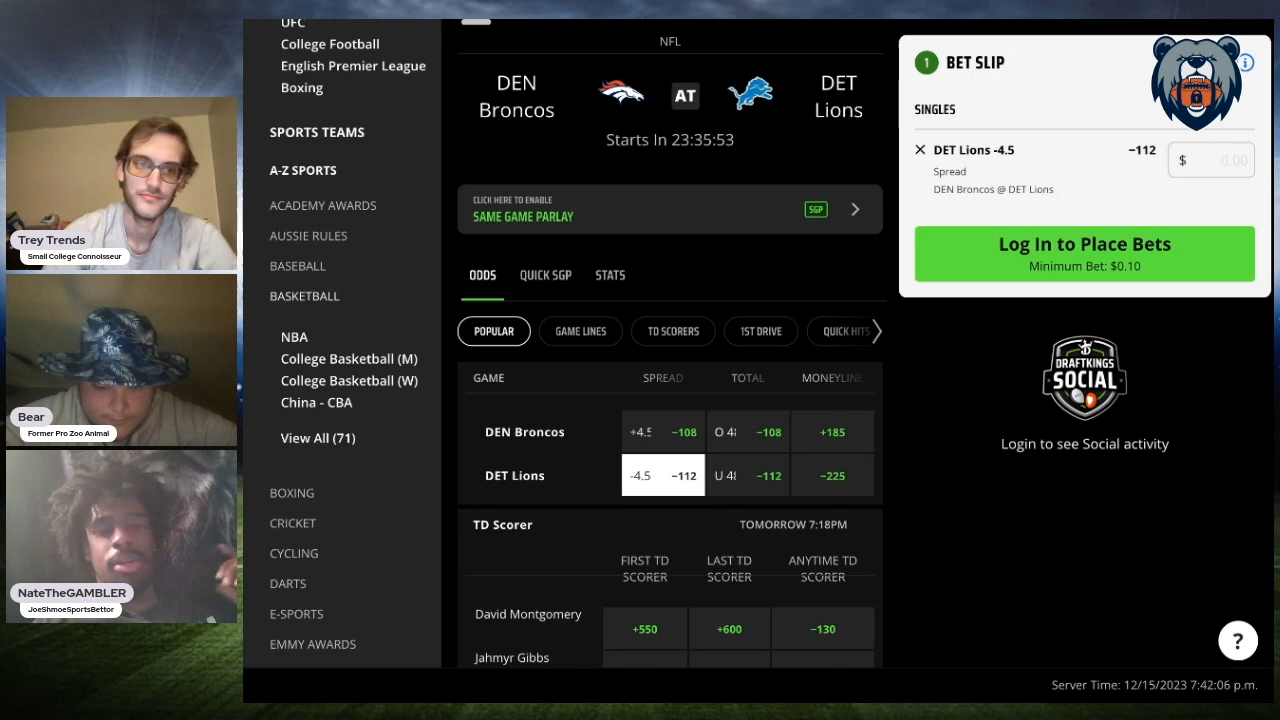 Trey Trends
Small College Connoisseur
Bear
Former Pro Zoo Animal
NateTheGAMBLER
JoeShmoeSportsBettor
UFC
College Football
English Premier League
Boxing
SPORTS TEAMS
A-Z SPORTS
ACADEMY AWARDS
AUSSIE RULES
BASEBALL
BASKETBALL
NBA
College Basketball (M)
College Basketball (W)
China - CBA
View All (71)
BOXING
CRICKET
CYCLING
DARTS
E-SPORTS
EMMY AWARDS
NFL
DEN Broncos
AT
DET Lions
Starts In 23:35:53
CLICK HERE TO ENABLE
SAME GAME PARLAY
SGP
ODDS QUICK SGP STATS
POPULAR GAME LINES TD SCORERS 1ST DRIVE QUICK HITS
GAME SPREAD TOTAL MONEYLINE
DEN Broncos +4.5 −108 O 4 −108 +185
DET Lions -4.5 −112 U 4 −112 −225
TD Scorer TOMORROW 7:18PM
FIRST TD SCORER LAST TD SCORER ANYTIME TD SCORER
David Montgomery +550 +600 −130
Jahmyr Gibbs
1 BET SLIP
SINGLES
DET Lions -4.5 −112 $ 0.00
Spread
DEN Broncos @ DET Lions
Log In to Place Bets
Minimum Bet: $0.10
DRAFTKINGS
SOCIAL
Login to see Social activity
?
Server Time: 12/15/2023 7:42:06 p.m.